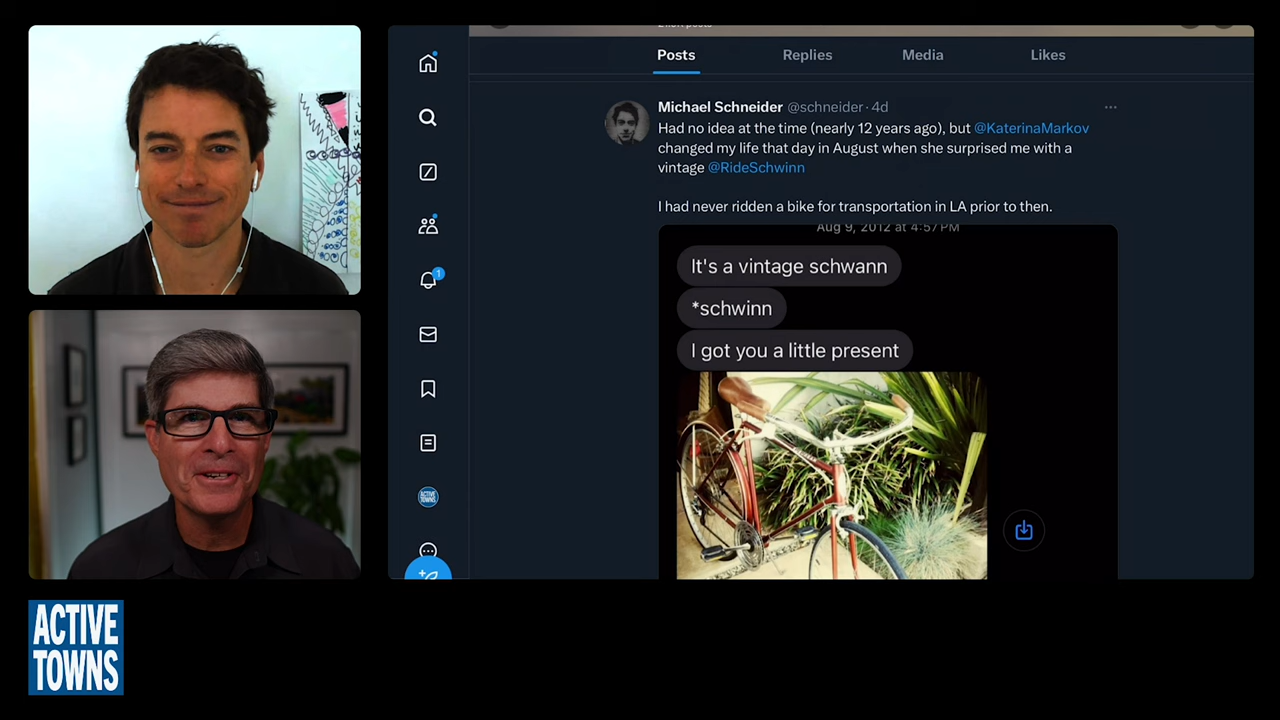 Posts
Replies
Media
Likes
Michael Schneider @schneider · 4d
Had no idea at the time (nearly 12 years ago), but @KaterinaMarkov
changed my life that day in August when she surprised me with a
vintage @RideSchwinn
I had never ridden a bike for transportation in LA prior to then.
Aug 9, 2012 at 4:57 PM
It's a vintage schwann
*schwinn
I got you a little present
1
ACTIVE
TOWNS
ACTIVE
TOWNS